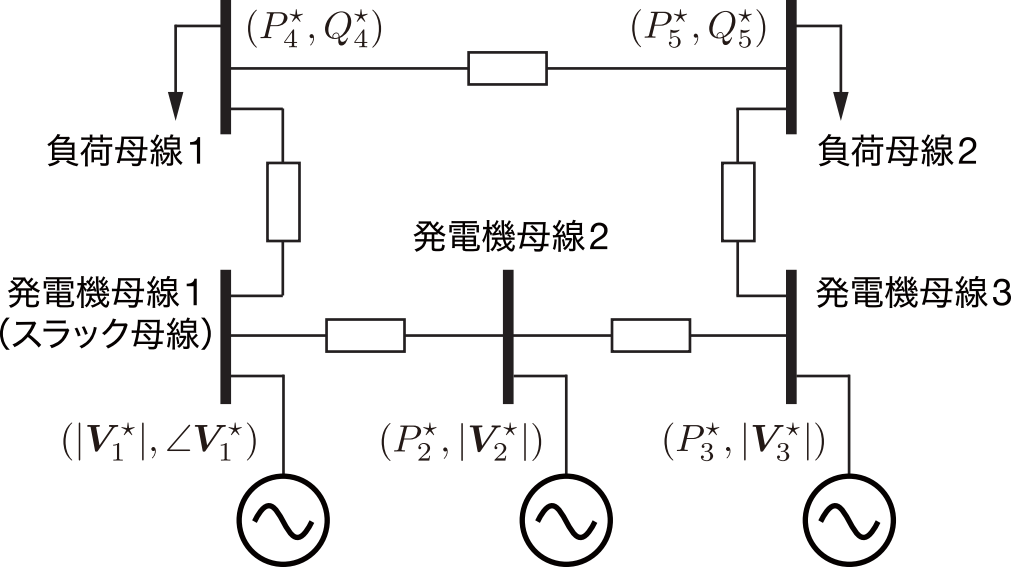 (P₄⋆, Q₄⋆)
(P₅⋆, Q₅⋆)
負荷母線1
負荷母線2
発電機母線2
発電機母線1
(スラック母線)
発電機母線3
(|V₁⋆|, ∠V₁⋆)
(P₂⋆, |V₂⋆|)
(P₃⋆, |V₃⋆|)